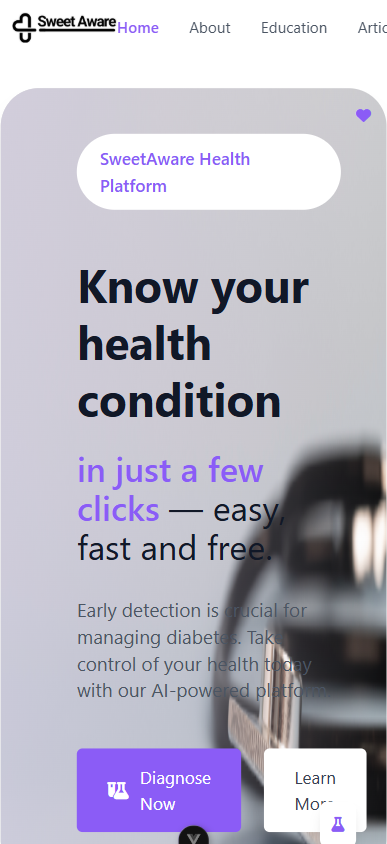 Sweet Aware Home About Education Artic
SweetAware Health
Platform
Know your
health
condition
in just a few
clicks — easy,
fast and free.
Early detection is crucial for
managing diabetes. Take
control of your health today
with our AI-powered platform.
Diagnose
Now
Learn
More